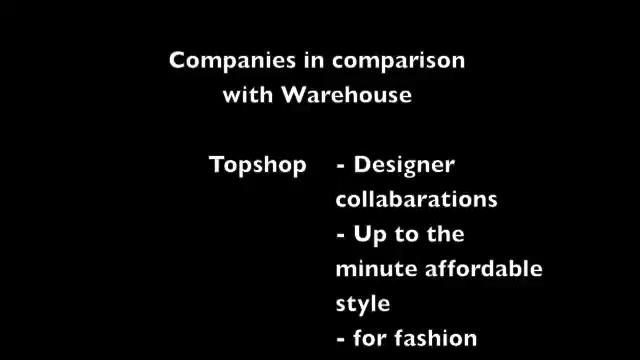 Companies in comparison
with Warehouse
Topshop - Designer
collabarations
- Up to the
minute affordable
style
- for fashion